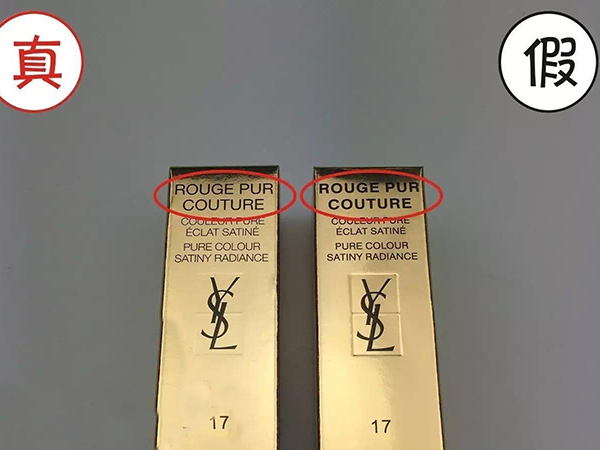 真
假
ROUGE PUR
COUTURE
COULEUR PURE
ÉCLAT SATINÉ
PURE COLOUR
SATINY RADIANCE
YSL
17
ROUGE PUR
COUTURE
COULEUR PURE
ÉCLAT SATINÉ
PURE COLOUR
SATINY RADIANCE
YSL
17